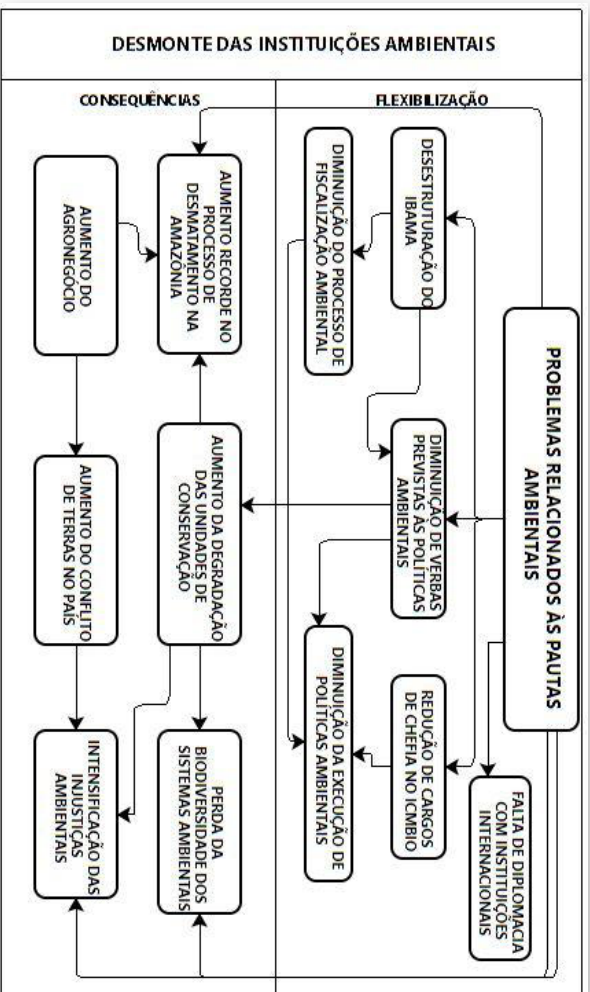 DESMONTE DAS INSTITUIÇÕES AMBIENTAIS
CONSEQUÊNCIAS
FLEXIBILIZAÇÃO
PROBLEMAS RELACIONADOS ÀS PAUTAS
AMBIENTAIS
FALTA DE DIPLOMACIA
COM INSTITUIÇÕES
INTERNACIONAIS
DESESTRUTURAÇÃO DO
IBAMA
DIMINUIÇÃO DE VERBAS
PREVISTAS ÀS POLÍTICAS
AMBIENTAIS
REDUÇÃO DE CARGOS
DE CHEFIA NO ICMBIO
DIMINUIÇÃO DO PROCESSO DE
FISCALIZAÇÃO AMBIENTAL
DIMINUIÇÃO DA EXECUÇÃO DE
POLÍTICAS AMBIENTAIS
AUMENTO RECORDE NO
PROCESSO DE
DESMATAMENTO NA
AMAZÔNIA
AUMENTO DA DEGRADAÇÃO
DAS UNIDADES DE
CONSERVAÇÃO
PERDA DA
BIODIVERSIDADE DOS
SISTEMAS AMBIENTAIS
AUMENTO DO
AGRONEGÓCIO
AUMENTO DO CONFLITO
DE TERRAS NO PAÍS
INTENSIFICAÇÃO DAS
INJUSTIÇAS
AMBIENTAIS